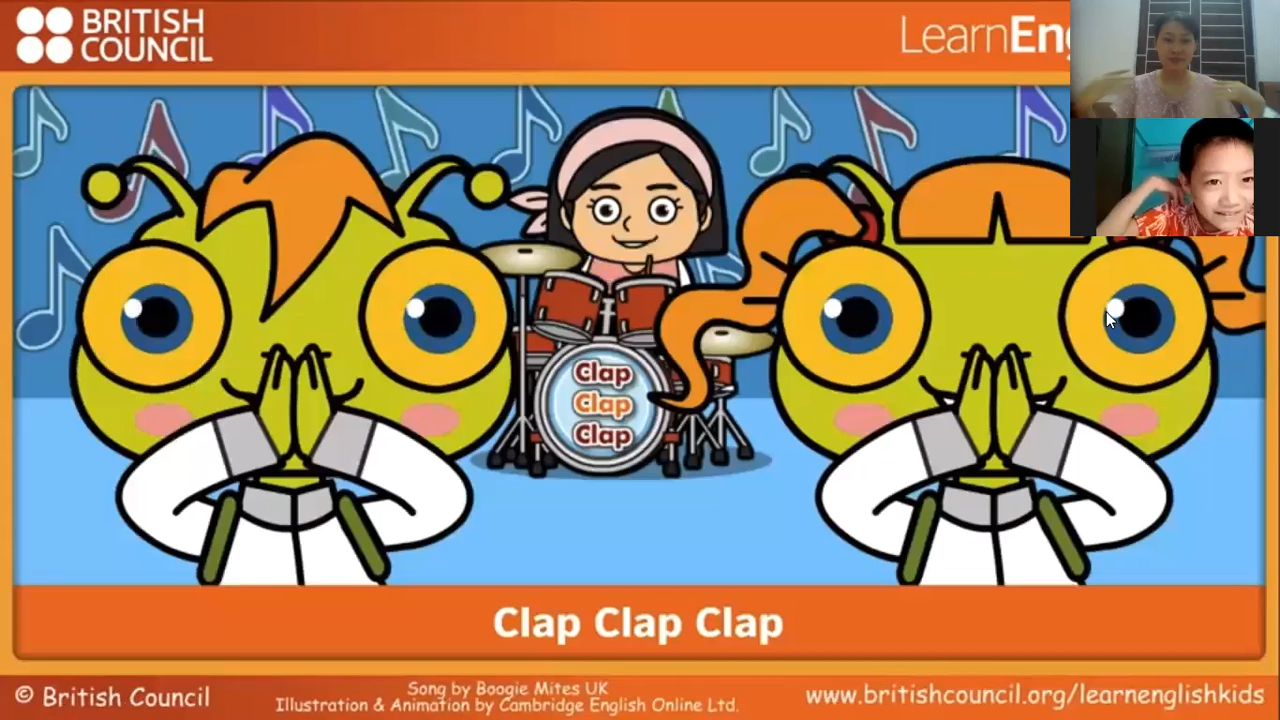 BRITISH
COUNCIL
LearnEng
Clap
Clap
Clap
Clap Clap Clap
© British Council
Song by Boogie Mites UK
Illustration & Animation by Cambridge English Online Ltd.
www.britishcouncil.org/learnenglishkids